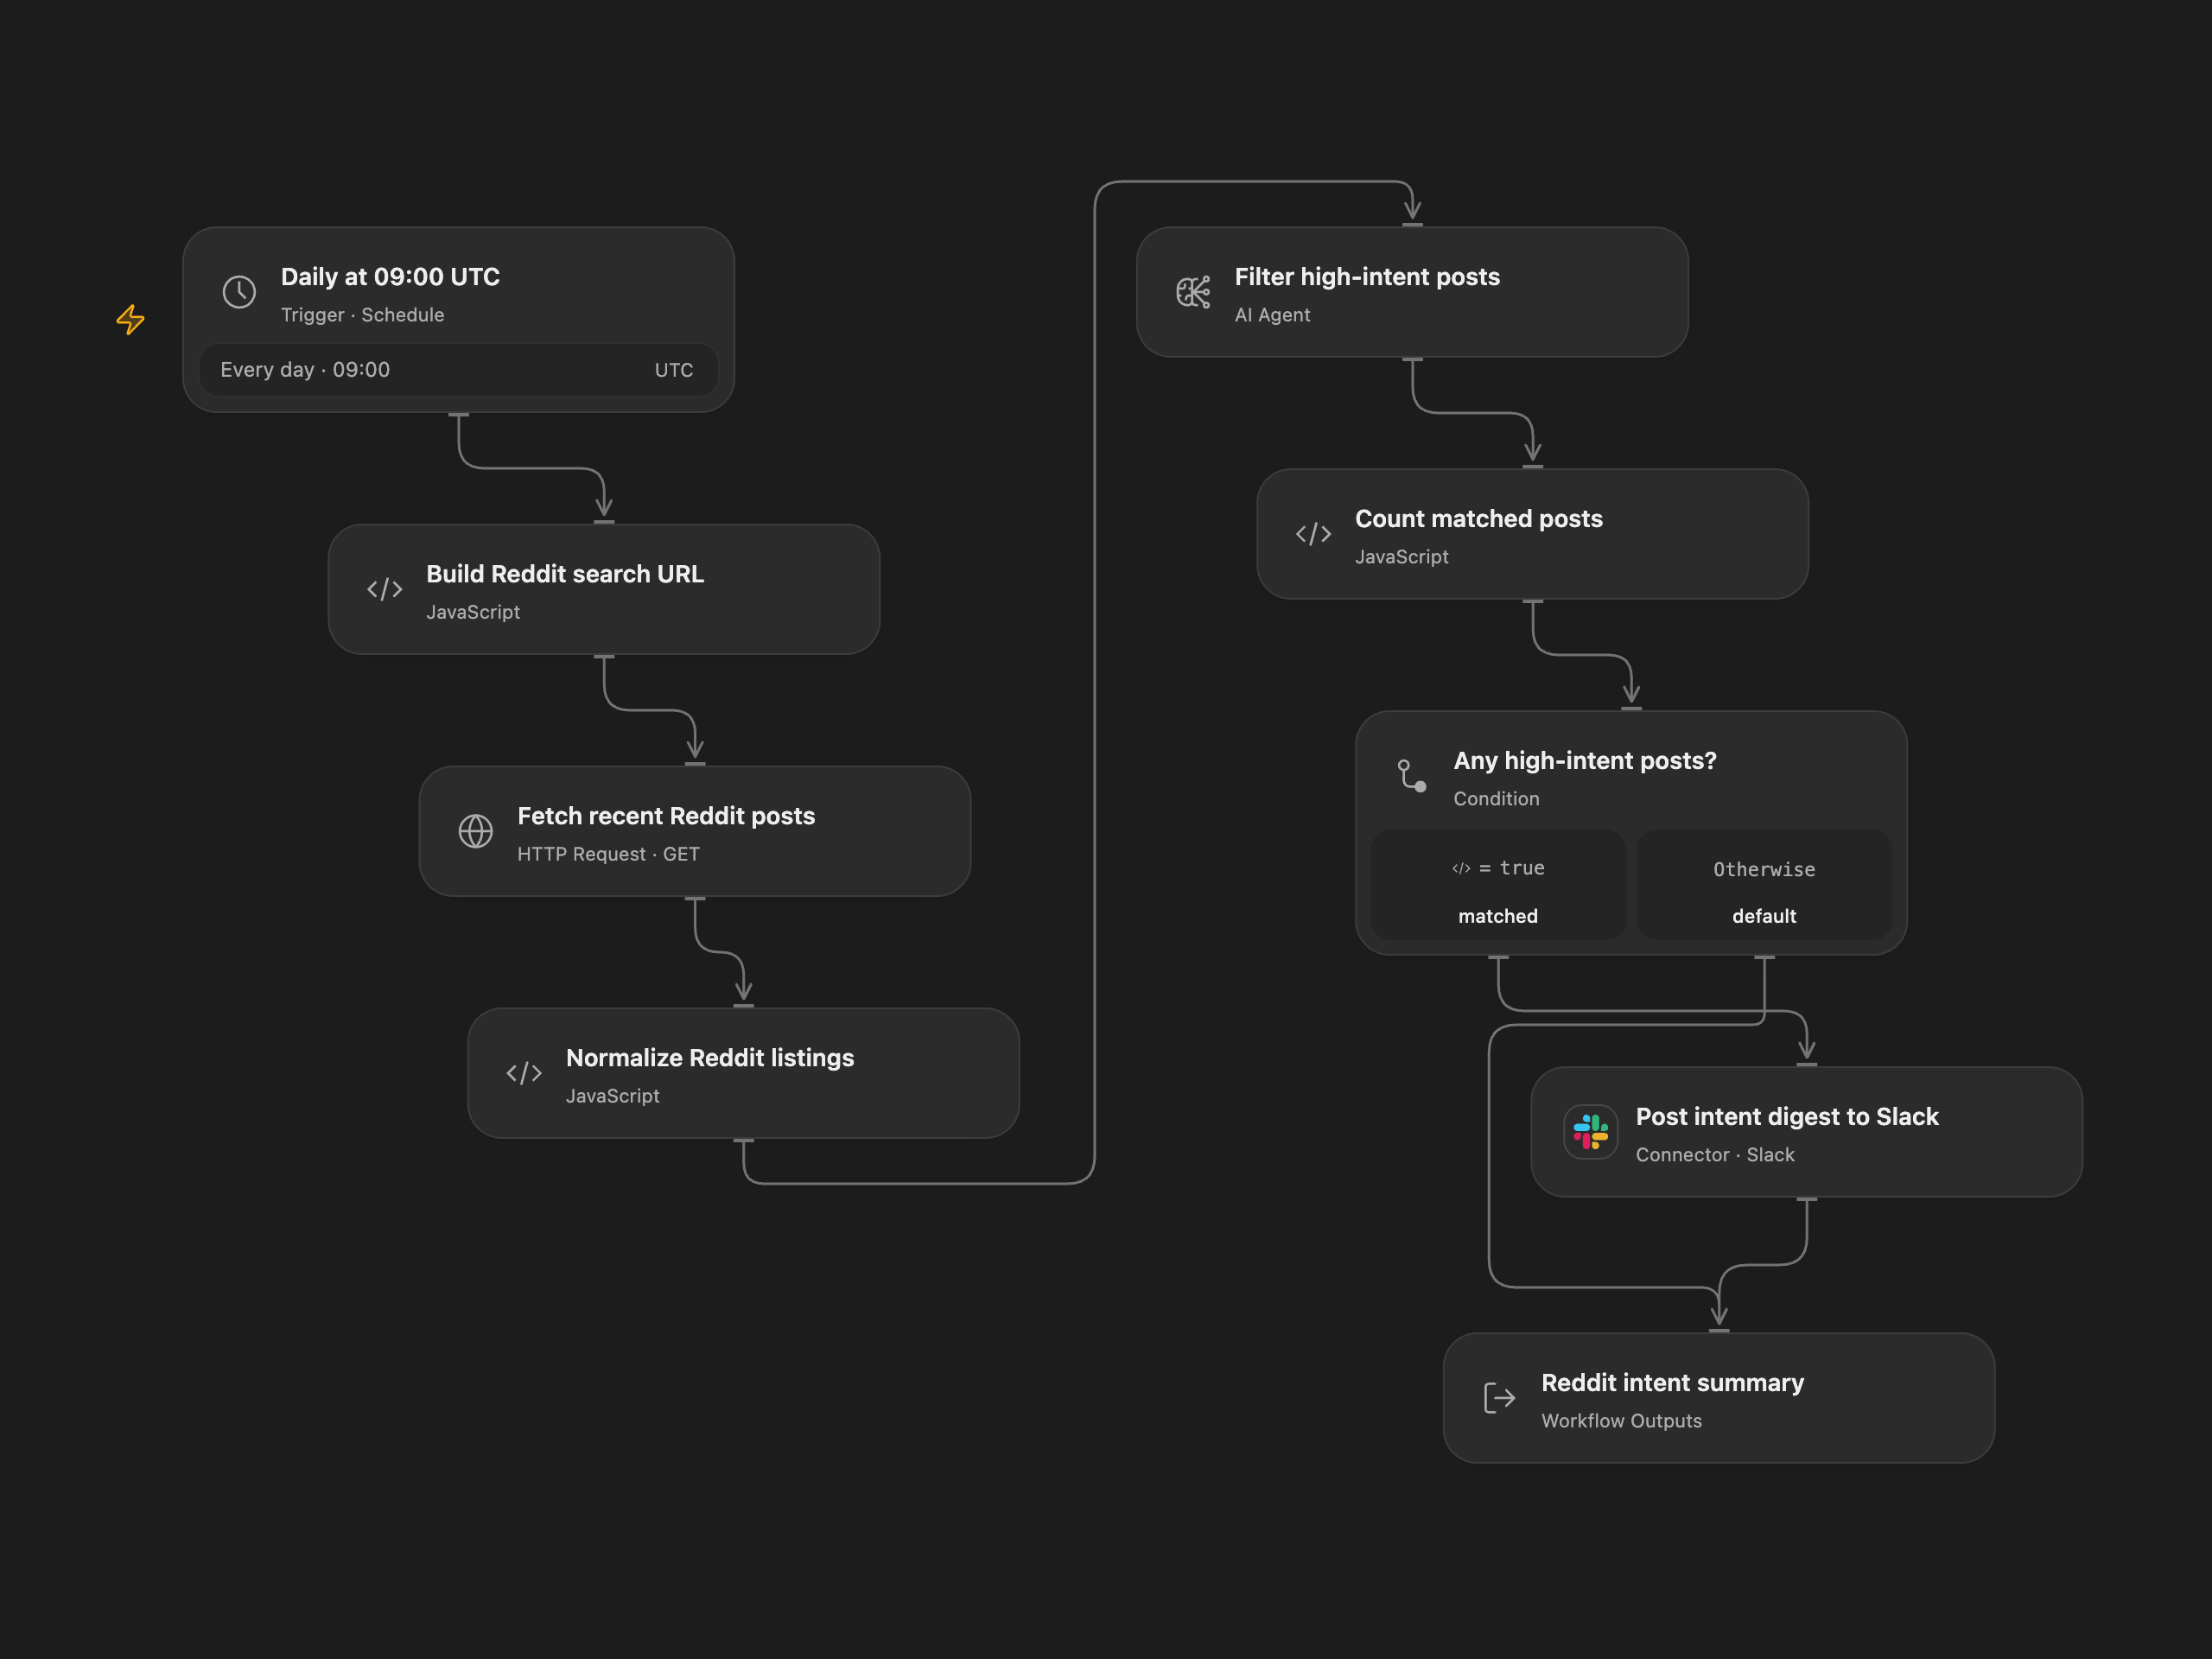 Daily at 09:00 UTC
Trigger · Schedule
Every day · 09:00 UTC
Build Reddit search URL
JavaScript
Fetch recent Reddit posts
HTTP Request · GET
Normalize Reddit listings
JavaScript
Filter high-intent posts
AI Agent
Count matched posts
JavaScript
Any high-intent posts?
Condition
</> = true
matched
Otherwise
default
Post intent digest to Slack
Connector · Slack
Reddit intent summary
Workflow Outputs